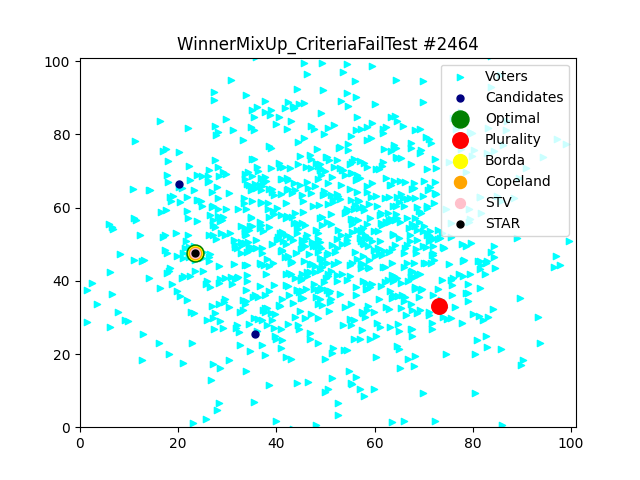 WinnerMixUp_CriteriaFailTest #2464
100
80
60
40
20
0
0 20 40 60 80 100
Voters
Candidates
Optimal
Plurality
Borda
Copeland
STV
STAR